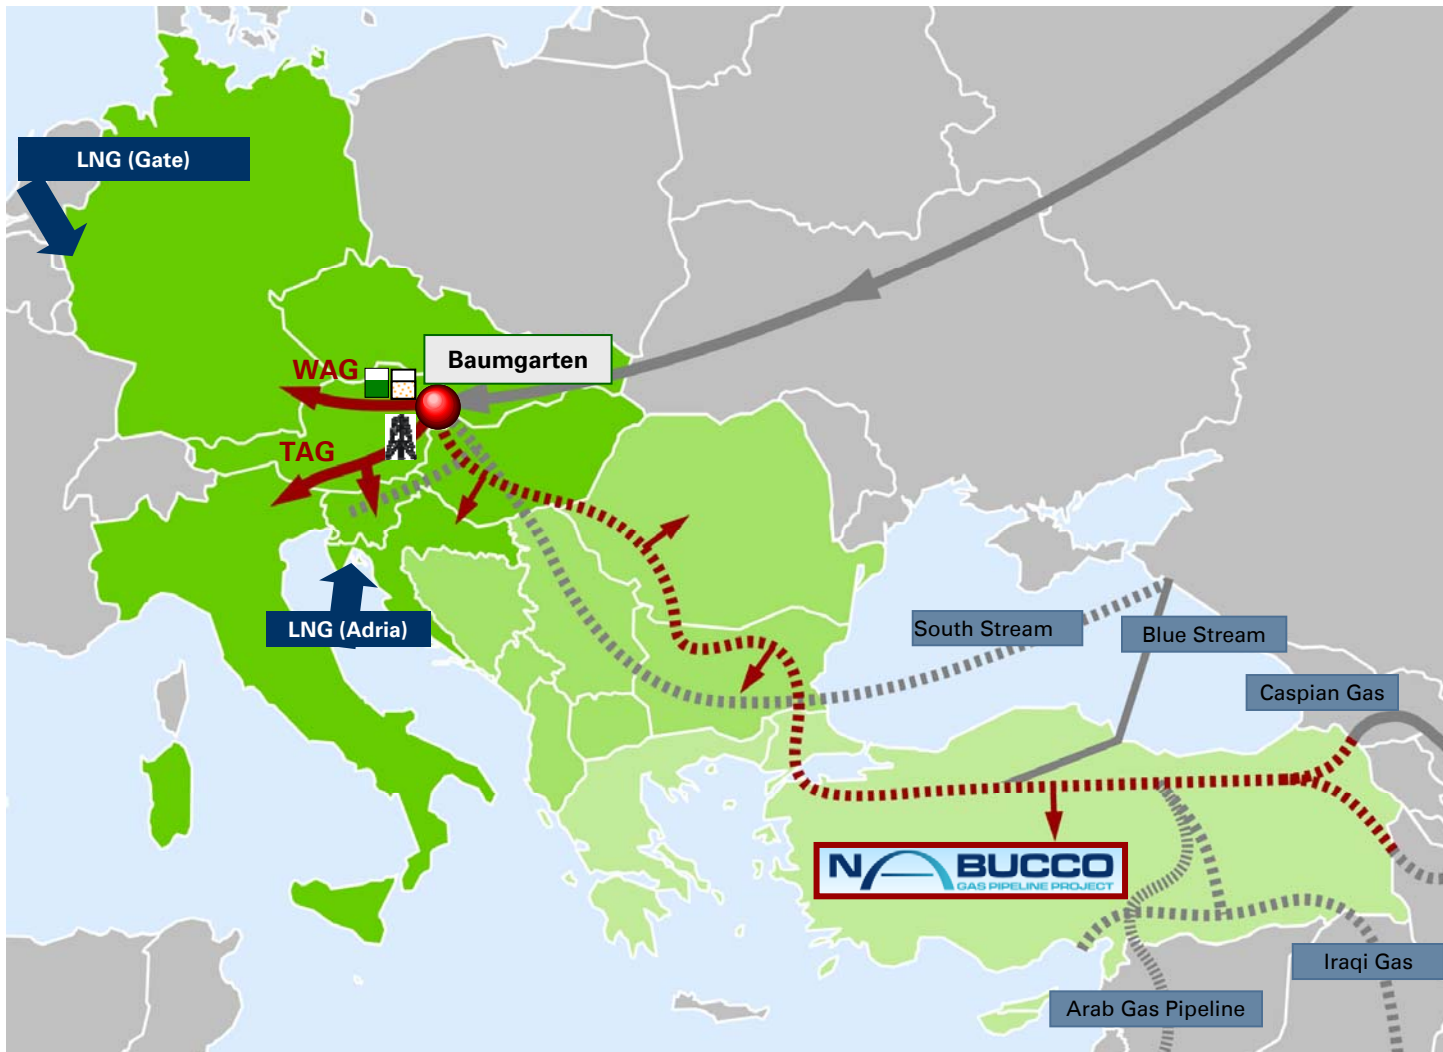 LNG (Gate)
Baumgarten
WAG
TAG
LNG (Adria)
South Stream
Blue Stream
Caspian Gas
NABUCCO
GAS PIPELINE PROJECT
Iraqi Gas
Arab Gas Pipeline